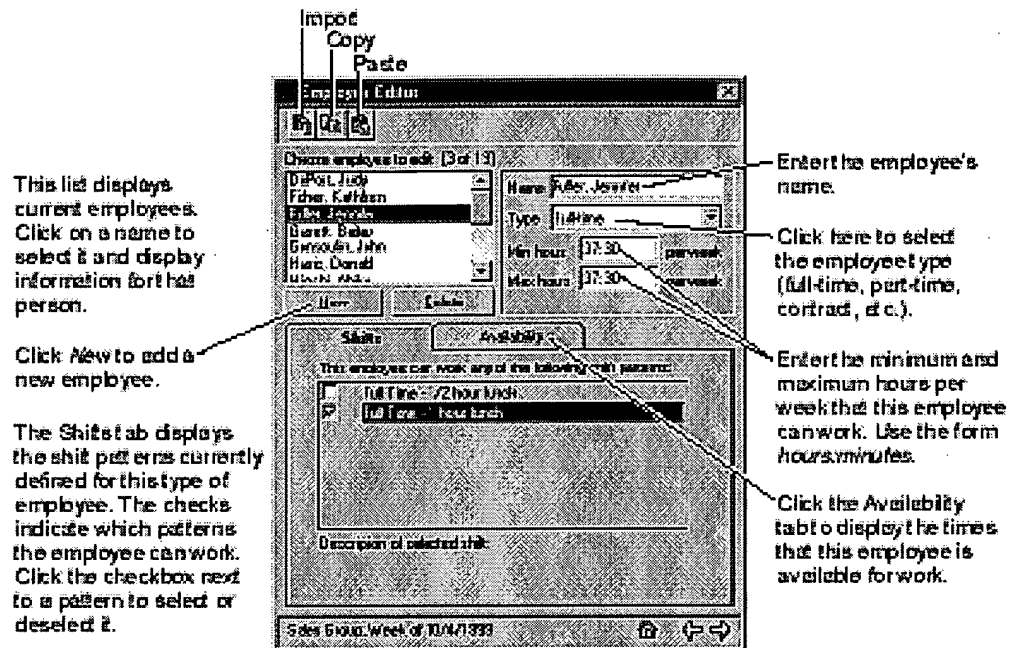 Import
Copy
Paste
Employee Editor
Choose employee to edit (3 of 13)
DePort, Judy
Fisher, Kathleen
Fuller, Jennifer
Harris, Donald
New
Delete
Name Fuller, Jennifer
Type Full-time
Min hours 37:30 per week
Max hours 37:30 per week
Shifts
Availability
This employee can work any of the following shift patterns:
Full Time - 1/2 hour lunch
Full Time - 1 hour lunch
Description of selected shift:
Sales Group, Week of 10/4/1999
This list displays
current employees.
Click on a name to
select it and display
information for that
person.
Click New to add a
new employee.
The Shifts tab displays
the shift patterns currently
defined for this type of
employee. The checks
indicate which patterns
the employee can work.
Click the checkbox next
to a pattern to select or
deselect it.
Enter the employee's
name.
Click here to select
the employee type
(full-time, part-time,
contract, etc.).
Enter the minimum and
maximum hours per
week that this employee
can work. Use the form
hours:minutes.
Click the Availability
tab to display the times
that this employee is
available for work.